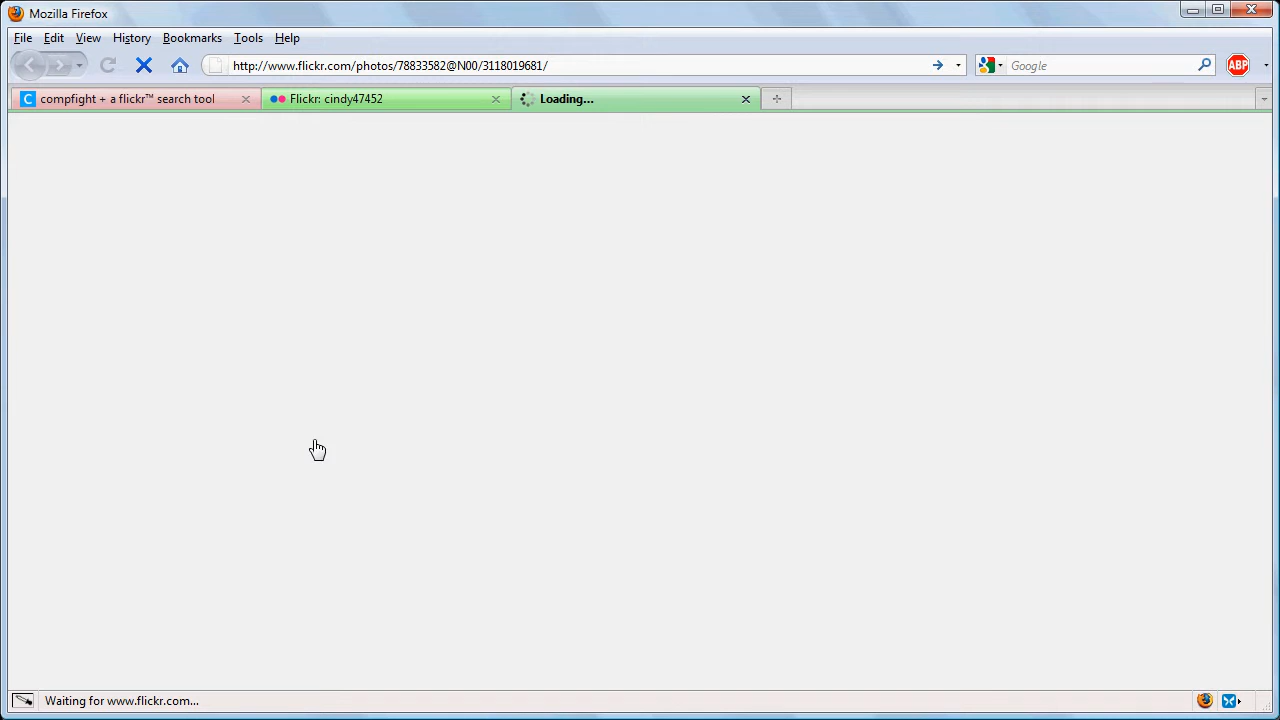 Mozilla Firefox
File Edit View History Bookmarks Tools Help
http://www.flickr.com/photos/78833582@N00/3118019681/ Google ABP
C compfight + a flickr™ search tool Flickr: cindy47452 Loading...
Waiting for www.flickr.com...